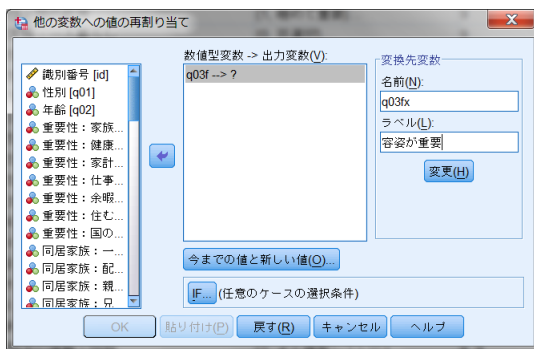 他の変数への値の再割り当て
識別番号 [id]
性別 [q01]
年齢 [q02]
重要性：家族...
重要性：健康...
重要性：家計...
重要性：仕事...
重要性：余暇...
重要性：住む...
重要性：国の...
同居家族：一...
同居家族：配...
同居家族：親...
同居家族：兄...
数値型変数 -> 出力変数(V):
q03f --> ?
変換先変数
名前(N):
q03fx
ラベル(L):
容姿が重要
変更(H)
今までの値と新しい値(O)...
IF... (任意のケースの選択条件)
OK 貼り付け(P) 戻す(R) キャンセル ヘルプ